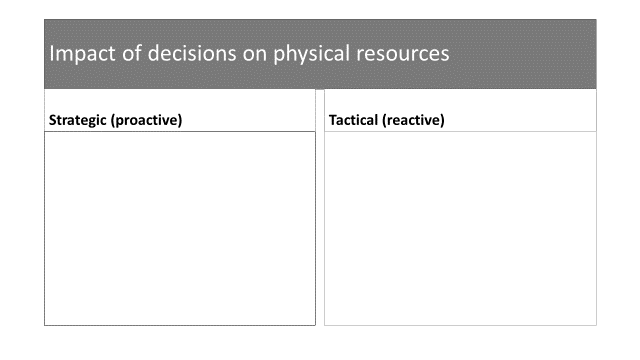 Impact of decisions on physical resources
Strategic (proactive)
Tactical (reactive)